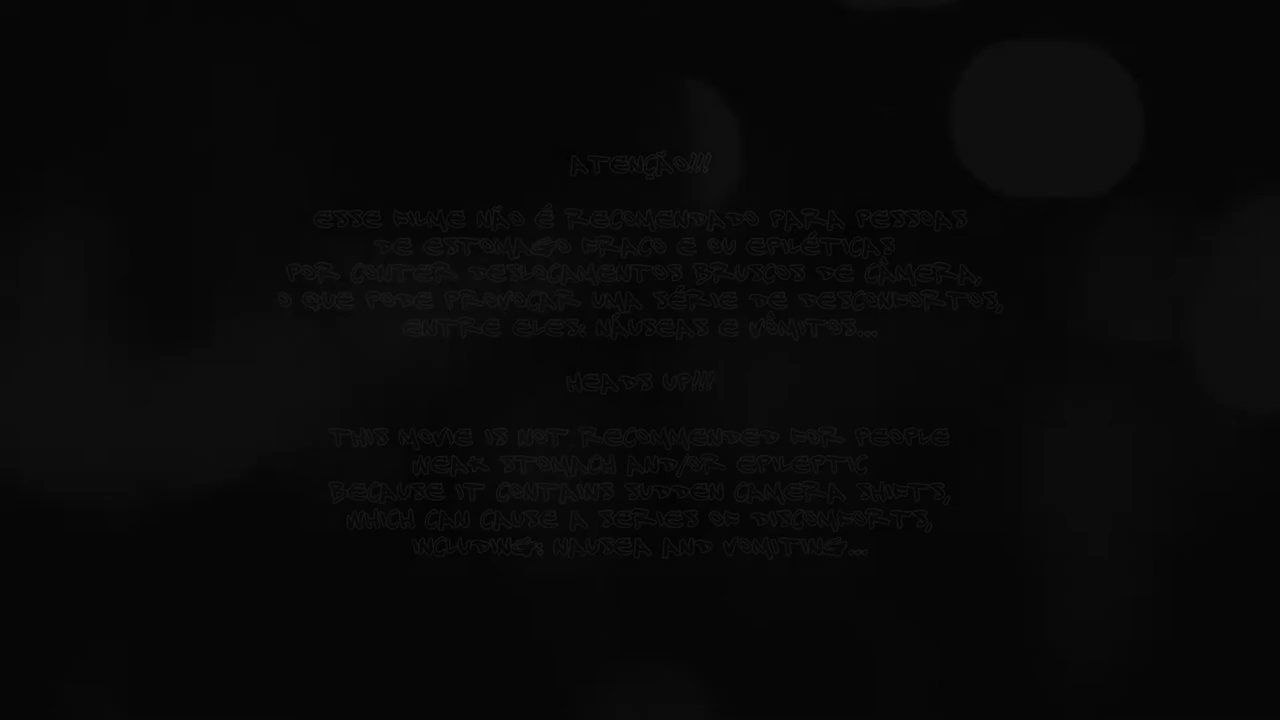 ATENÇÃO!!!
ESSE FILME NÃO É RECOMENDADO PARA PESSOAS
DE ESTOMAGO FRACO E OU EPILÉTICAS
POR CONTER DESLOCAMENTOS BRUSCOS DE CÂMERA,
O QUE PODE PROVOCAR UMA SÉRIE DE DESCONFORTOS,
ENTRE ELES: NÁUSEAS E VÔMITOS...
HEADS UP!!!
THIS MOVIE IS NOT RECOMMENDED FOR PEOPLE
WEAK STOMACH AND/OR EPILEPTIC
BECAUSE IT CONTAINS SUDDEN CAMERA SHIFTS,
WHICH CAN CAUSE A SERIES OF DISCOMFORTS,
INCLUDING: NAUSEA AND VOMITING...